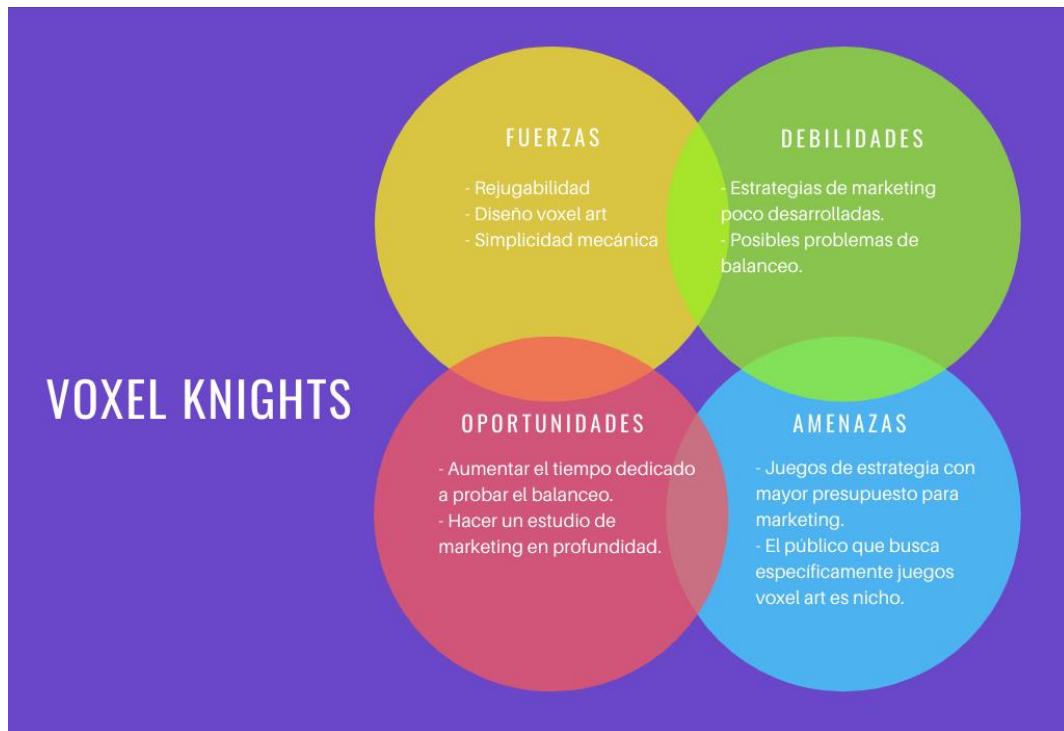 VOXEL KNIGHTS
FUERZAS
- Rejugabilidad
- Diseño voxel art
- Simplicidad mecánica
DEBILIDADES
- Estrategias de marketing
poco desarrolladas.
- Posibles problemas de
balanceo.
OPORTUNIDADES
- Aumentar el tiempo dedicado
a probar el balanceo.
- Hacer un estudio de
marketing en profundidad.
AMENAZAS
- Juegos de estrategia con
mayor presupuesto para
marketing.
- El público que busca
específicamente juegos
voxel art es nicho.